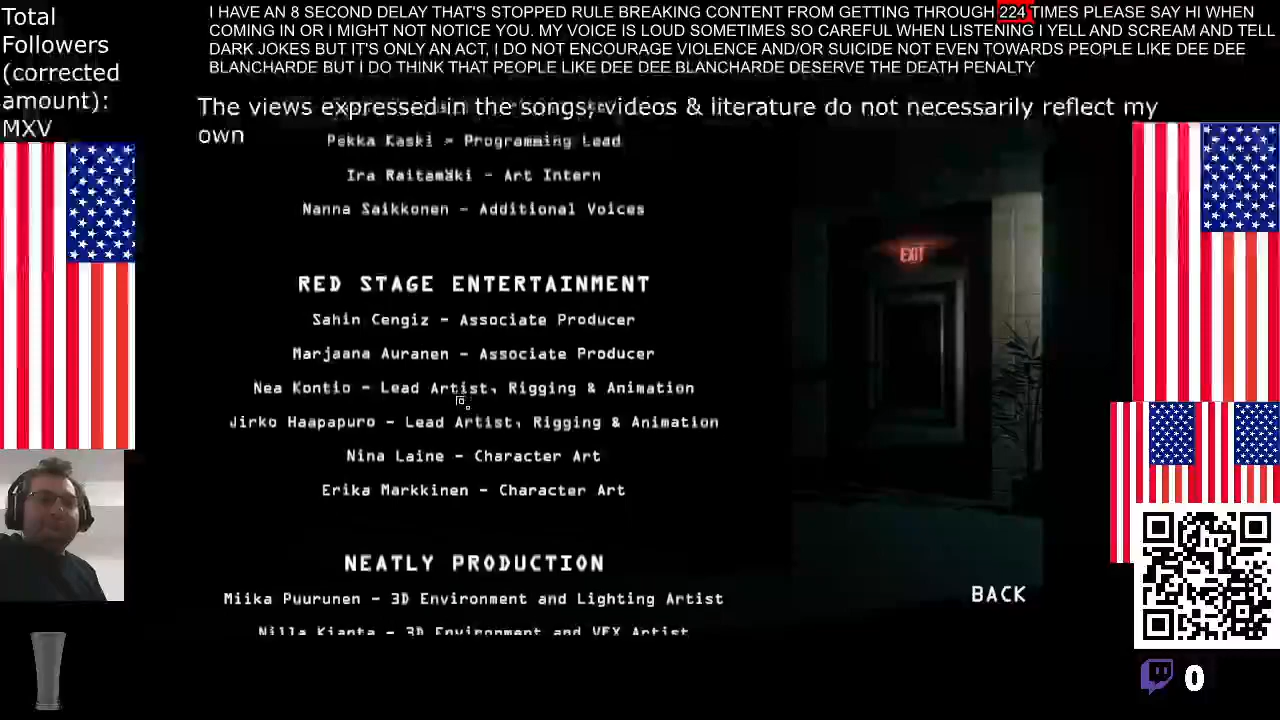 Total
Followers
(corrected
amount):
MXV
I HAVE AN 8 SECOND DELAY THAT'S STOPPED RULE BREAKING CONTENT FROM GETTING THROUGH 224 TIMES PLEASE SAY HI WHEN
COMING IN OR I MIGHT NOT NOTICE YOU. MY VOICE IS LOUD SOMETIMES SO CAREFUL WHEN LISTENING I YELL AND SCREAM AND TELL
DARK JOKES BUT IT'S ONLY AN ACT, I DO NOT ENCOURAGE VIOLENCE AND/OR SUICIDE NOT EVEN TOWARDS PEOPLE LIKE DEE DEE
BLANCHARDE BUT I DO THINK THAT PEOPLE LIKE DEE DEE BLANCHARDE DESERVE THE DEATH PENALTY
The views expressed in the songs, videos & literature do not necessarily reflect my
own
Pekka Kaski - Programming Lead
Ira Raitamäki - Art Intern
Nanna Saikkonen - Additional Voices
RED STAGE ENTERTAINMENT
Sahin Cengiz - Associate Producer
Marjaana Auranen - Associate Producer
Nea Kontio - Lead Artist, Rigging & Animation
Jirko Haapapuro - Lead Artist, Rigging & Animation
Nina Laine - Character Art
Erika Markkinen - Character Art
NEATLY PRODUCTION
Miika Puurunen - 3D Environment and Lighting Artist
Nilla Kianta - 3D Environment and VFX Artist
EXIT
BACK
0